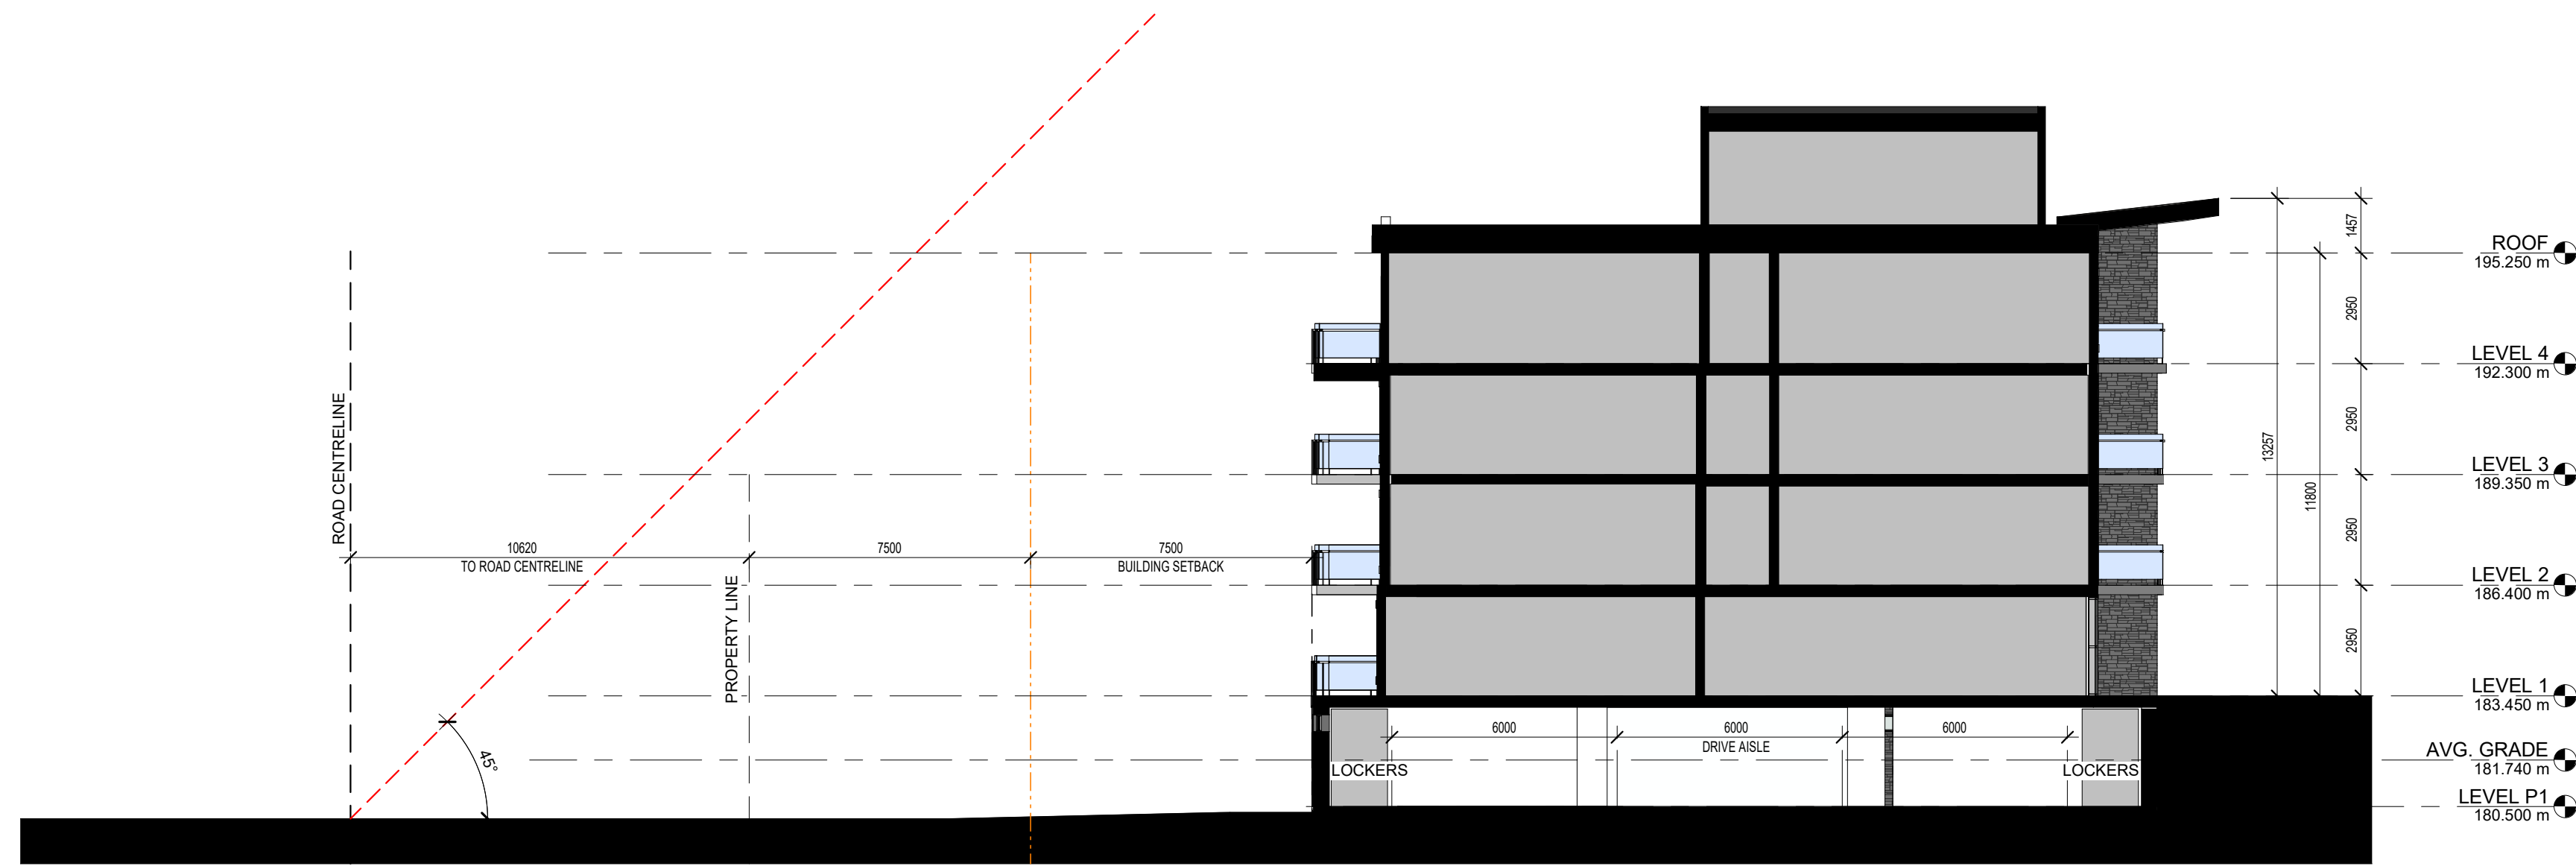 1457
ROOF
195.250 m
2950
LEVEL 4
192.300 m
ROAD CENTRELINE
2950
13257
LEVEL 3
189.350 m
11800
10620
TO ROAD CENTRELINE
7500
7500
BUILDING SETBACK
2950
LEVEL 2
186.400 m
PROPERTY LINE
2950
LEVEL 1
183.450 m
6000
6000
DRIVE AISLE
6000
45°
LOCKERS
LOCKERS
AVG. GRADE
181.740 m
LEVEL P1
180.500 m